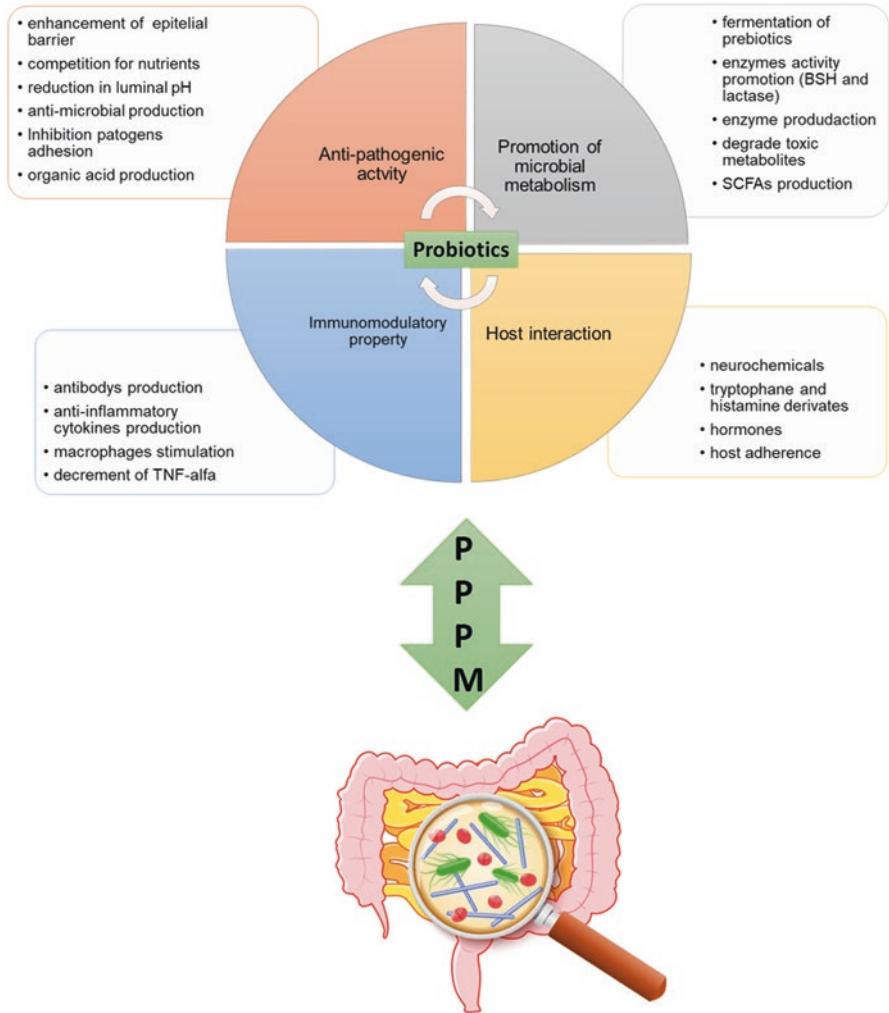 • enhancement of epitelial
barrier
• competition for nutrients
• reduction in luminal pH
• anti-microbial production
• Inhibition patogens
adhesion
• organic acid production
• fermentation of
prebiotics
• enzymes activity
promotion (BSH and
lactase)
• enzyme produdaction
• degrade toxic
metabolites
• SCFAs production
Anti-pathogenic
actvity
Promotion of
microbial
metabolism
Probiotics
Immunomodulatory
property
Host interaction
• antibodys production
• anti-inflammatory
cytokines production
• macrophages stimulation
• decrement of TNF-alfa
• neurochemicals
• tryptophane and
histamine derivates
• hormones
• host adherence
P
P
P
M